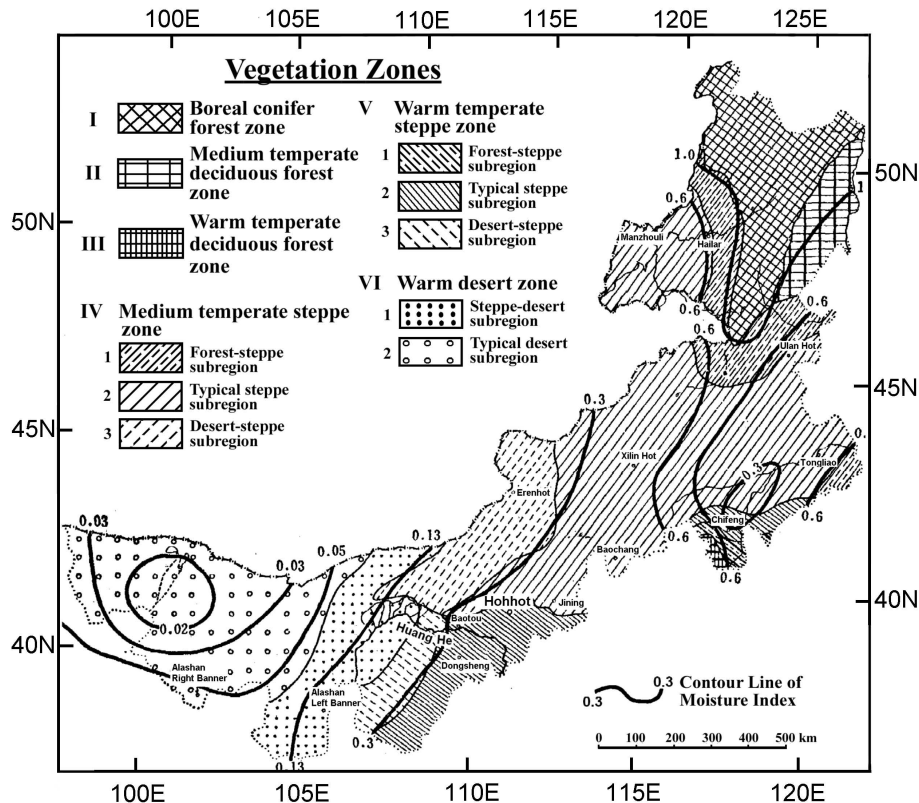 100E 105E 110E 115E 120E 125E
Vegetation Zones
I Boreal conifer
forest zone
II Medium temperate
deciduous forest
zone
III Warm temperate
deciduous forest
zone
IV Medium temperate steppe
zone
1 Forest-steppe
subregion
2 Typical steppe
subregion
3 Desert-steppe
subregion
V Warm temperate
steppe zone
1 Forest-steppe
subregion
2 Typical steppe
subregion
3 Desert-steppe
subregion
VI Warm desert zone
1 Steppe-desert
subregion
2 Typical desert
subregion
50N
45N
40N
50N
45N
40N
1.0
1
0.6
Manzhouli
Hailar
0.6
0.6
0.6
Ulan Hot
0.3
Xilin Hot
0.3
Tongliao
0.
Erenhot
Chifeng
0.6
0.6
0.6
Baochang
0.03
0.03
0.05
0.13
0.02
Hohhot
Jining
Baotou
Huang He
Dongsheng
Alashan
Right Banner
Alashan
Left Banner
0.3
0.13
0.3
0.3
Contour Line of
Moisture Index
0 100 200 300 400 500 km
100E 105E 110E 115E 120E